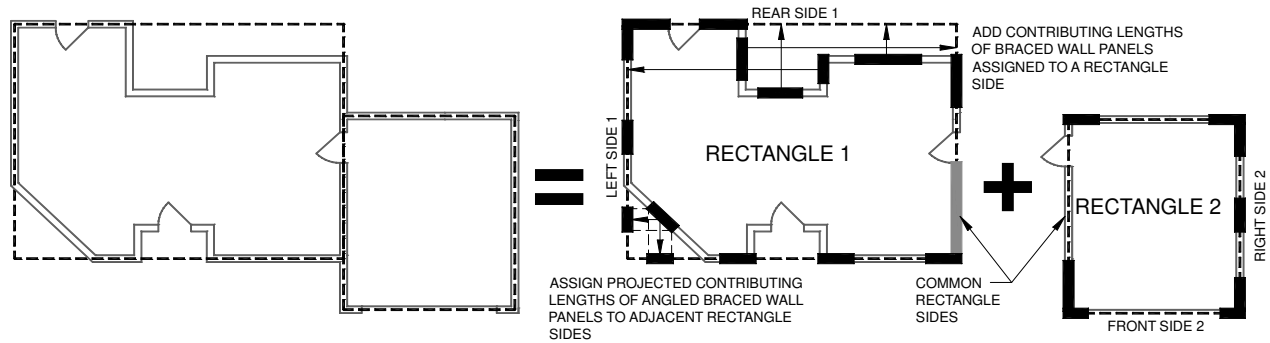 REAR SIDE 1
ADD CONTRIBUTING LENGTHS
OF BRACED WALL PANELS
ASSIGNED TO A RECTANGLE
SIDE
LEFT SIDE 1
RECTANGLE 1
RECTANGLE 2
RIGHT SIDE 2
ASSIGN PROJECTED CONTRIBUTING
LENGTHS OF ANGLED BRACED WALL
PANELS TO ADJACENT RECTANGLE
SIDES
COMMON
RECTANGLE
SIDES
FRONT SIDE 2